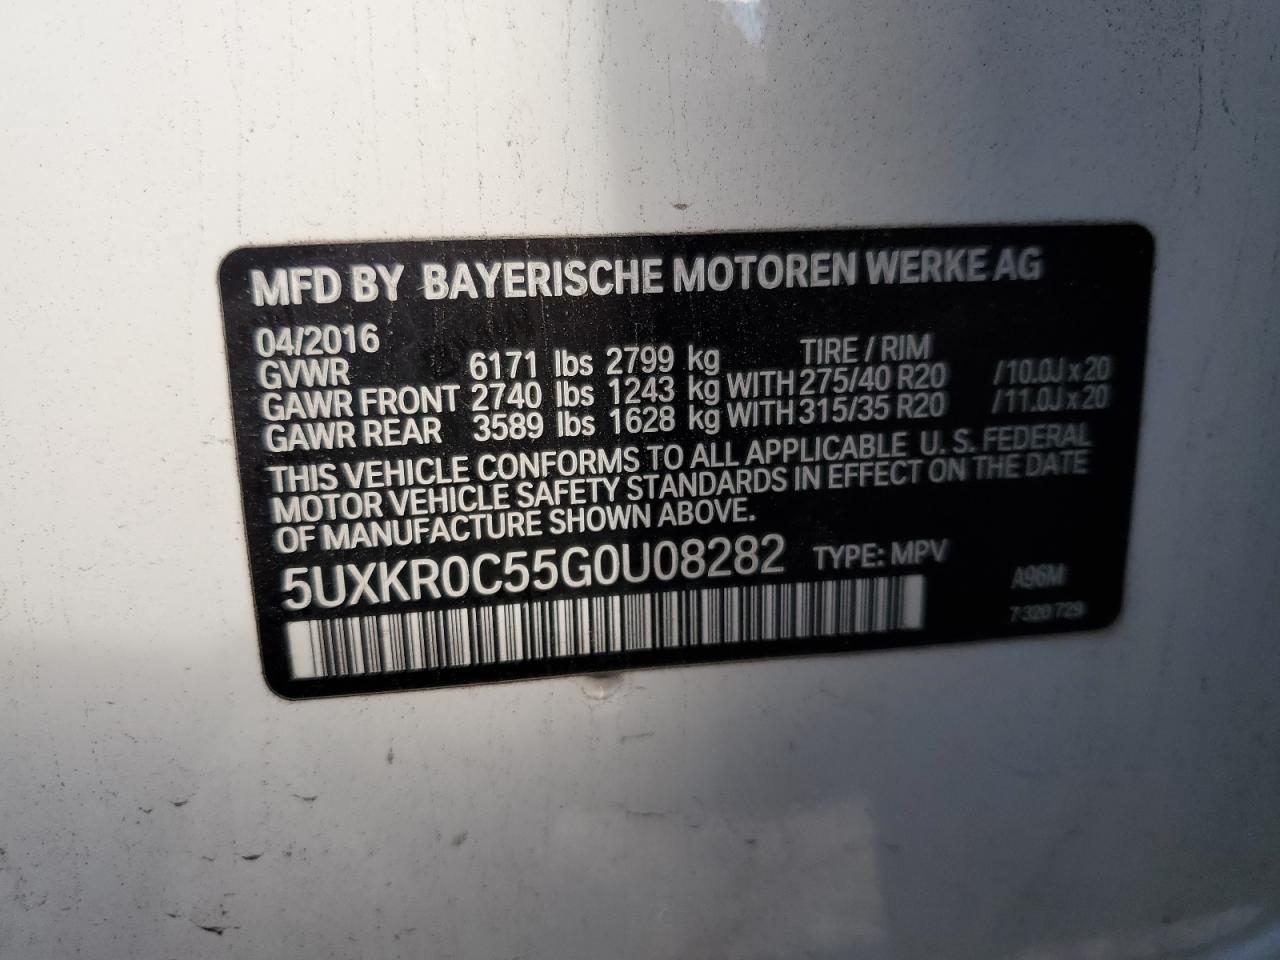 MFD BY BAYERISCHE MOTOREN WERKE AG
04/2016
TIRE / RIM
GVWR 6171 lbs 2799 kg
GAWR FRONT 2740 lbs 1243 kg WITH 275/40 R20 /10.0J x 20
GAWR REAR 3589 lbs 1628 kg WITH 315/35 R20 /11.0J x 20
THIS VEHICLE CONFORMS TO ALL APPLICABLE U.S. FEDERAL
MOTOR VEHICLE SAFETY STANDARDS IN EFFECT ON THE DATE
OF MANUFACTURE SHOWN ABOVE.
5UXKR0C55G0U08282 TYPE: MPV
A96M
7 320 729